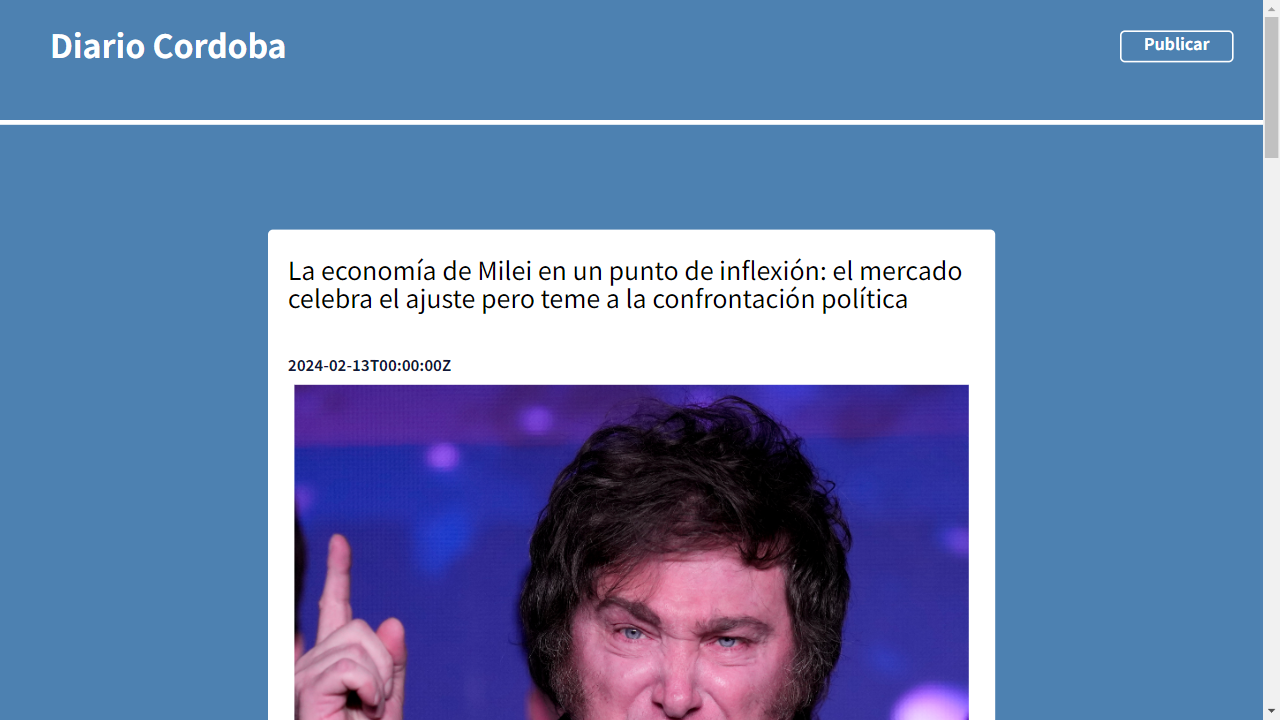 Diario Cordoba
Publicar
La economía de Milei en un punto de inflexión: el mercado
celebra el ajuste pero teme a la confrontación política
2024-02-13T00:00:00Z